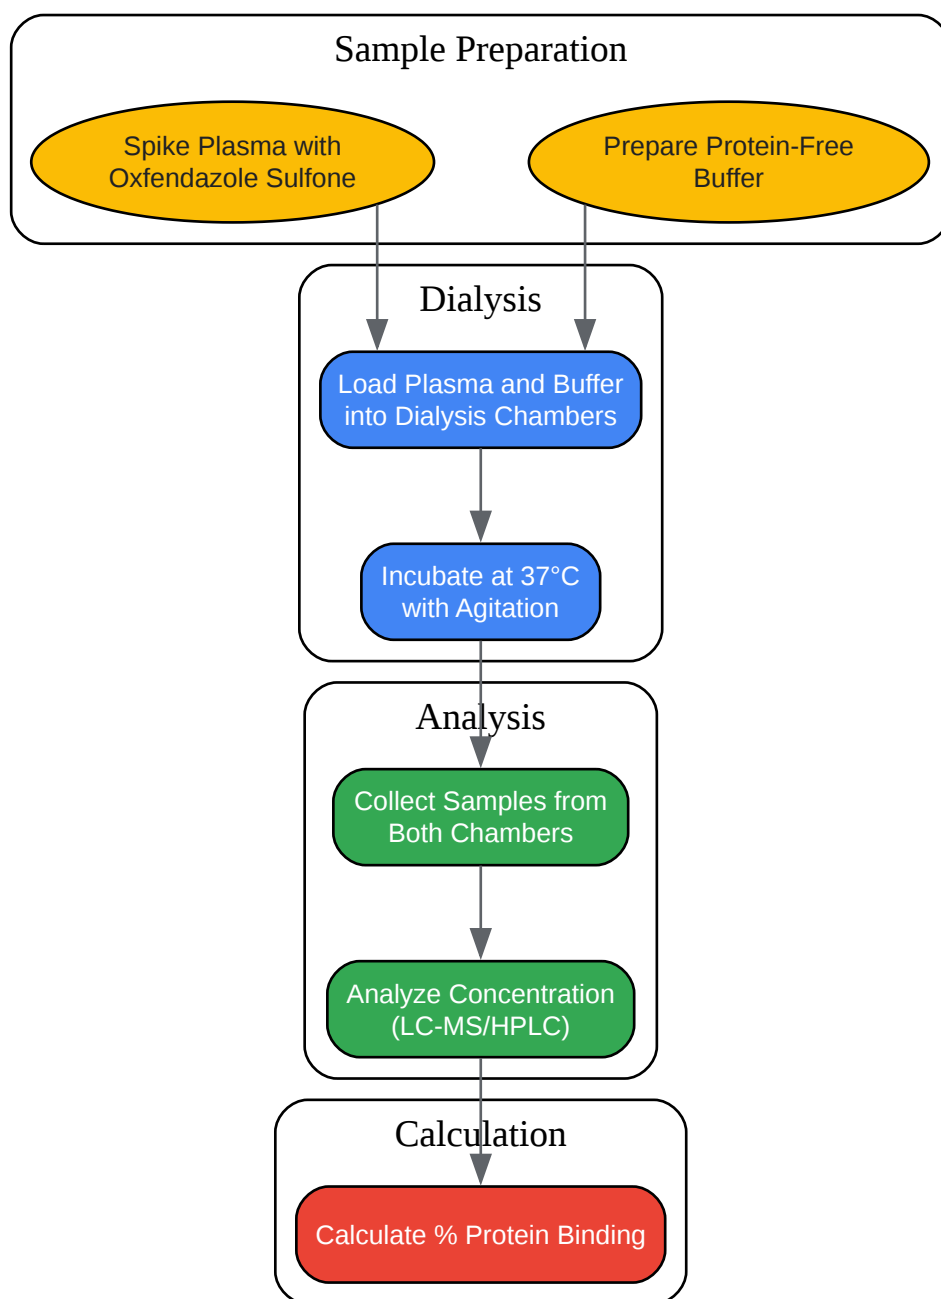 Sample Preparation
Spike Plasma with
Oxfendazole Sulfone
Prepare Protein-Free
Buffer
Dialysis
Load Plasma and Buffer
into Dialysis Chambers
Incubate at 37°C
with Agitation
Analysis
Collect Samples from
Both Chambers
Analyze Concentration
(LC-MS/HPLC)
Calculation
Calculate % Protein Binding